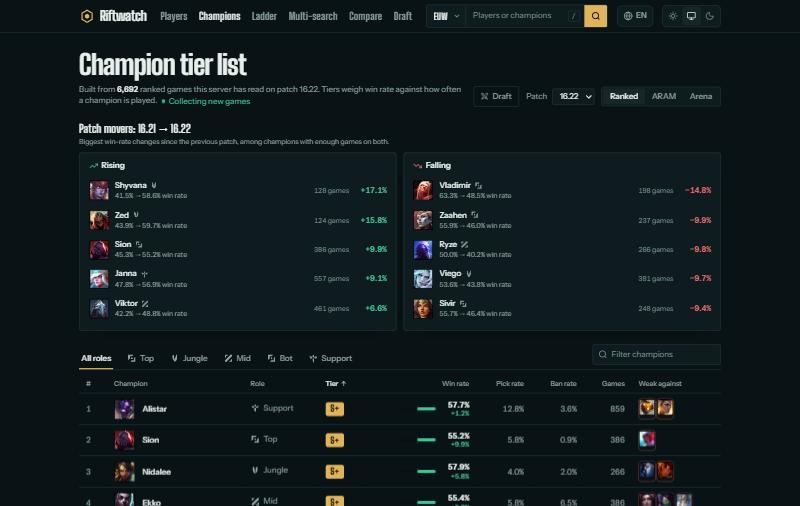 Riftwatch Players Champions Ladder Multi-search Compare Draft EUW Players or champions / EN
Champion tier list
Built from 6,692 ranked games this server has read on patch 16.22. Tiers weigh win rate against how often
a champion is played. Collecting new games
Draft Patch 16.22 Ranked ARAM Arena
Patch movers: 16.21 → 16.22
Biggest win-rate changes since the previous patch, among champions with enough games on both.
Rising
Shyvana 128 games +17.1%
41.5% → 58.6% win rate
Zed 124 games +15.8%
43.9% → 59.7% win rate
Sion 386 games +9.9%
45.3% → 55.2% win rate
Janna 557 games +9.1%
47.8% → 56.9% win rate
Viktor 461 games +6.6%
42.2% → 48.8% win rate
Falling
Vladimir 198 games −14.8%
63.3% → 48.5% win rate
Zaahen 237 games −9.9%
55.9% → 46.0% win rate
Ryze 266 games −9.8%
50.0% → 40.2% win rate
Viego 381 games −9.7%
53.6% → 43.8% win rate
Sivir 248 games −9.4%
55.7% → 46.4% win rate
All roles Top Jungle Mid Bot Support Filter champions
# Champion Role Tier ↑ Win rate Pick rate Ban rate Games Weak against
1 Alistar Support S+ 57.7% 12.8% 3.6% 859
+1.2%
2 Sion Top S+ 55.2% 5.8% 0.9% 386
+9.9%
3 Nidalee Jungle S+ 57.9% 4.0% 2.0% 266
+5.8%
4 Ekko Mid S+ 55.4% 5.8% 6.5% 386